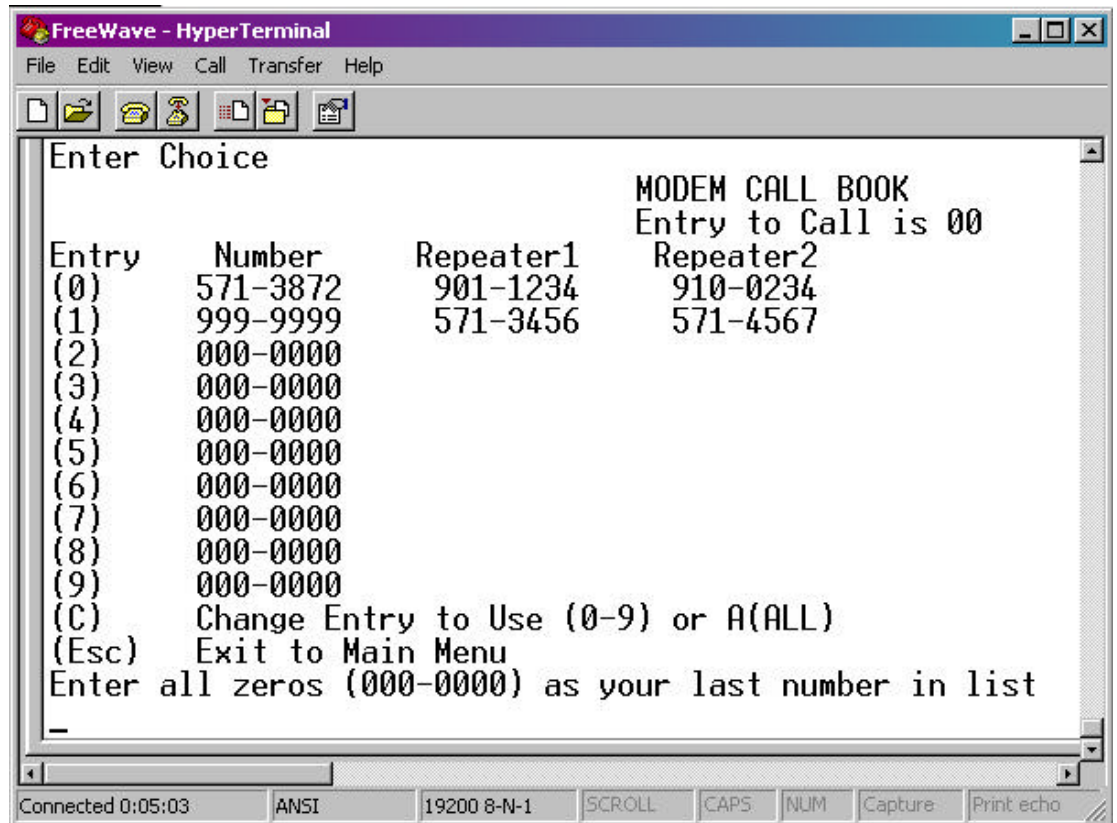 FreeWave - HyperTerminal
File Edit View Call Transfer Help
Enter Choice
MODEM CALL BOOK
Entry to Call is 00
Entry Number Repeater1 Repeater2
(0) 571-3872 901-1234 910-0234
(1) 999-9999 571-3456 571-4567
(2) 000-0000
(3) 000-0000
(4) 000-0000
(5) 000-0000
(6) 000-0000
(7) 000-0000
(8) 000-0000
(9) 000-0000
(C) Change Entry to Use (0-9) or A(ALL)
(Esc) Exit to Main Menu
Enter all zeros (000-0000) as your last number in list
Connected 0:05:03 ANSI 19200 8-N-1 SCROLL CAPS NUM Capture Print echo